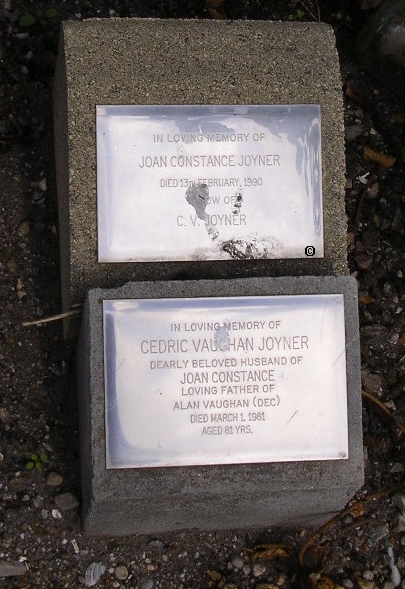 IN LOVING MEMORY OF
JOAN CONSTANCE JOYNER
DIED 13TH FEBRUARY, 1990
OF
C. V. JOYNER
©
IN LOVING MEMORY OF
CEDRIC VAUGHAN JOYNER
DEARLY BELOVED HUSBAND OF
JOAN CONSTANCE
LOVING FATHER OF
ALAN VAUGHAN (DEC)
DIED MARCH 1. 1981
AGED 81 YRS.